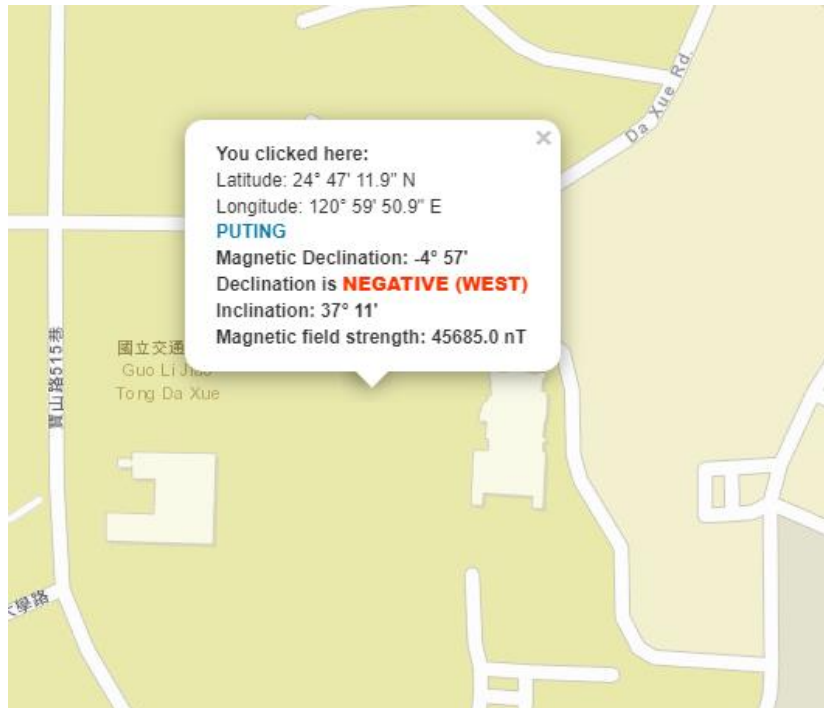 Da Xue Rd.
×
You clicked here:
Latitude: 24° 47' 11.9" N
Longitude: 120° 59' 50.9" E
PUTING
Magnetic Declination: -4° 57'
Declination is NEGATIVE (WEST)
Inclination: 37° 11'
Magnetic field strength: 45685.0 nT
寶山路515巷
國立交通
Guo Li
Tong Da Xue
學路